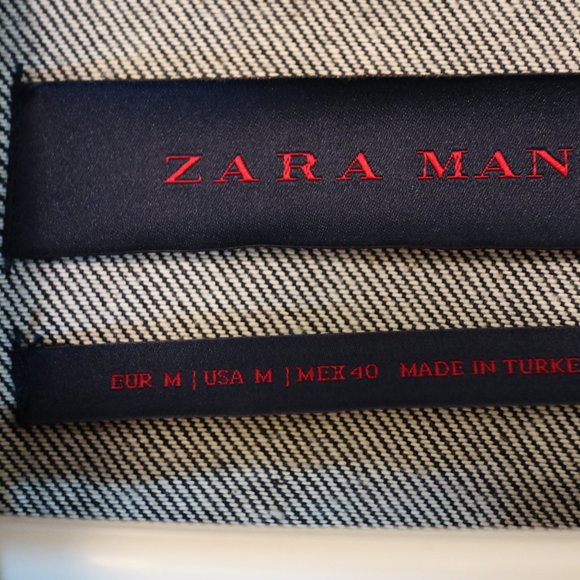 ZARA MAN
EUR M | USA M | MEX 40 MADE IN TURKE